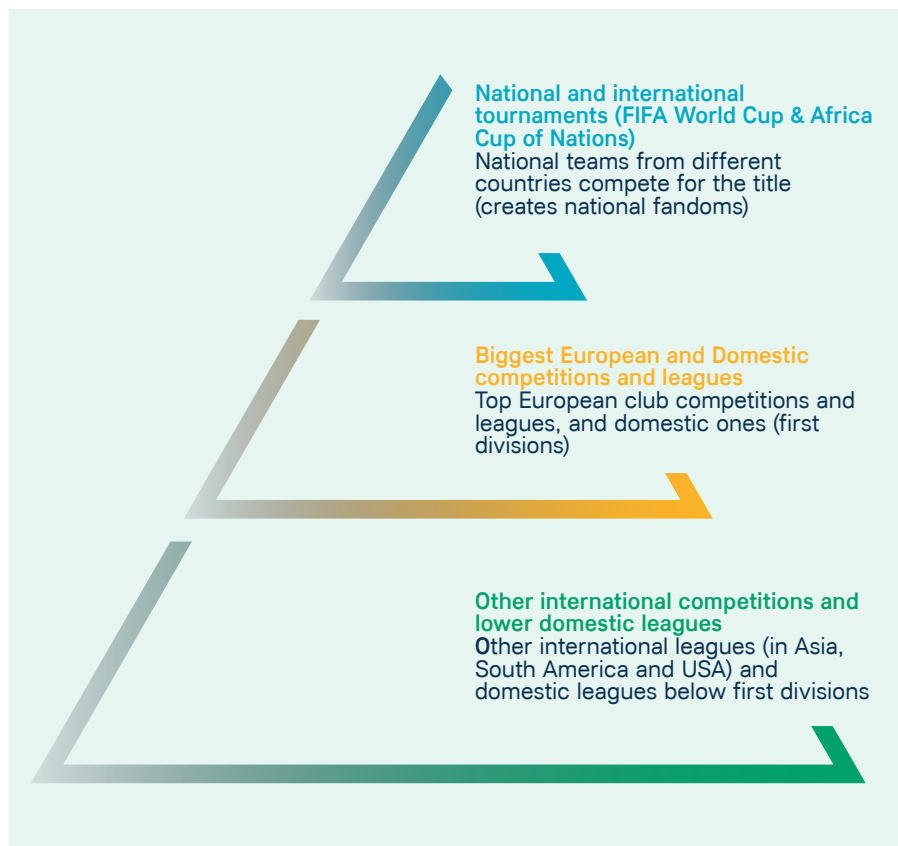 National and international
tournaments (FIFA World Cup & Africa
Cup of Nations)
National teams from different
countries compete for the title
(creates national fandoms)
Biggest European and Domestic
competitions and leagues
Top European club competitions and
leagues, and domestic ones (first
divisions)
Other international competitions and
lower domestic leagues
Other international leagues (in Asia,
South America and USA) and
domestic leagues below first divisions